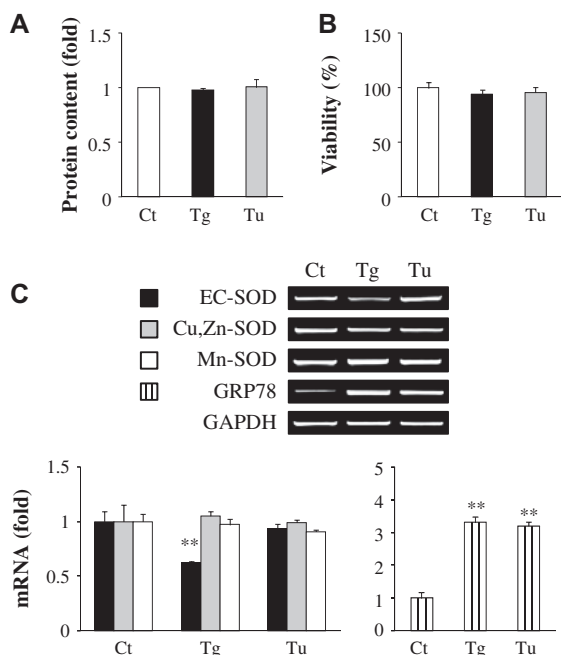 A
Protein content (fold)
1.5
1
0.5
0
Ct Tg Tu
B
Viability (%)
150
100
50
0
Ct Tg Tu
C
Ct Tg Tu
EC-SOD
Cu,Zn-SOD
Mn-SOD
GRP78
GAPDH
mRNA (fold)
1.5
1
0.5
0
**
Ct Tg Tu
5
4
3
2
1
0
** **
Ct Tg Tu